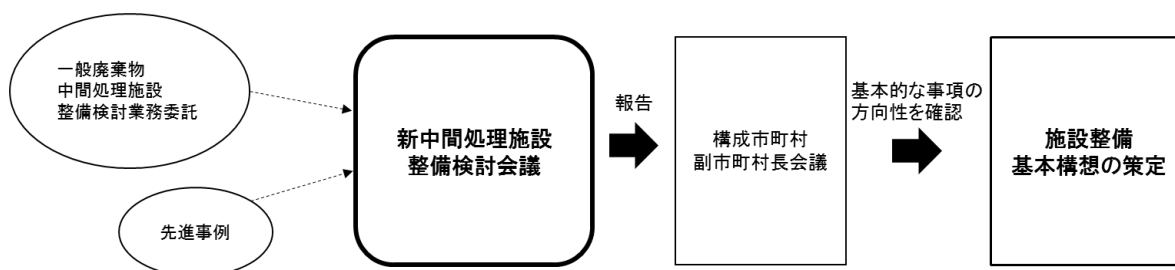 一般廃棄物
中間処理施設
整備検討業務委託
先進事例
新中間処理施設
整備検討会議
報告
構成市町村
副市町村長会議
基本的な事項の
方向性を確認
施設整備
基本構想の策定